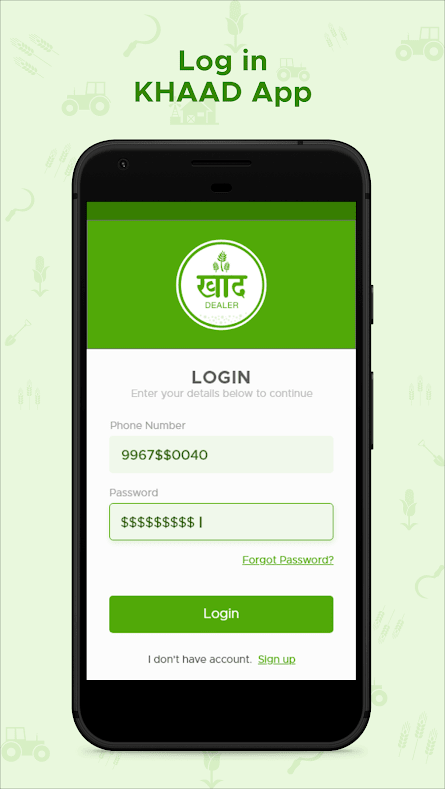 Log in
KHAAD App
खाद
DEALER
LOGIN
Enter your details below to continue
Phone Number
9967$$0040
Password
$$$$$$$$$
Forgot Password?
Login
I don't have account. Sign up